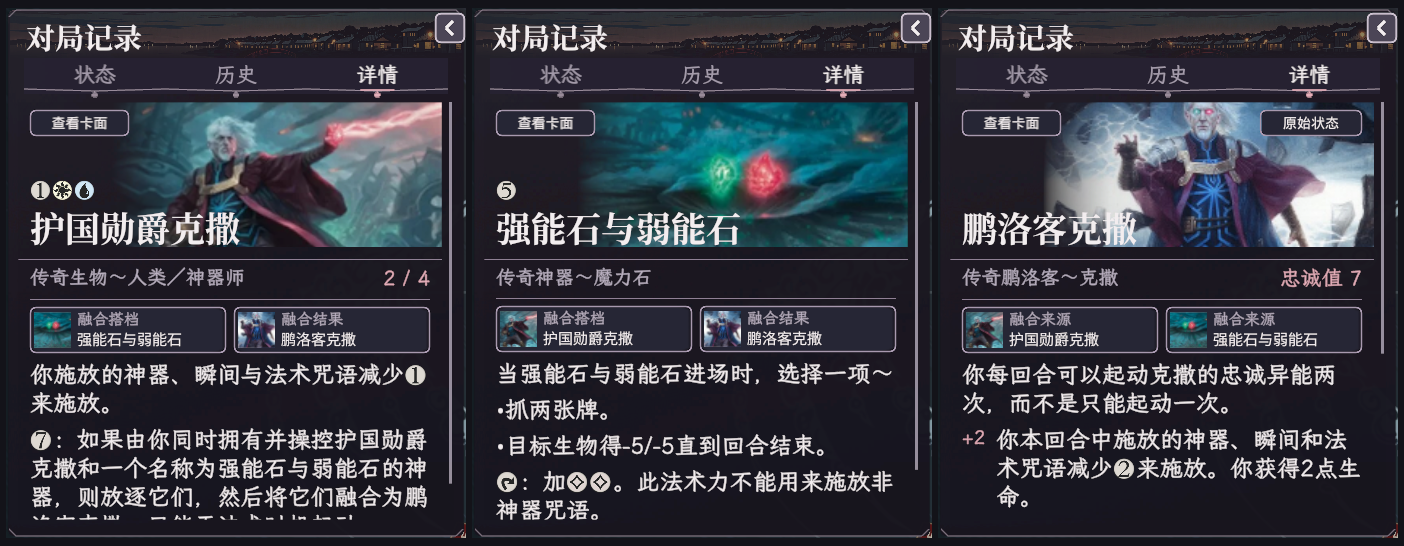 对局记录
状态 历史 详情
查看卡面
1
护国勋爵克撒
传奇生物～人类／神器师 2 / 4
融合搭档
强能石与弱能石
融合结果
鹏洛客克撒
你施放的神器、瞬间与法术咒语减少1
来施放。
7：如果由你同时拥有并操控护国勋爵
克撒和一个名称为强能石与弱能石的神
器，则放逐它们，然后将它们融合为鹏
对局记录
状态 历史 详情
查看卡面
5
强能石与弱能石
传奇神器～魔力石
融合搭档
护国勋爵克撒
融合结果
鹏洛客克撒
当强能石与弱能石进场时，选择一项～
•抓两张牌。
•目标生物得-5/-5直到回合结束。
：加。此法术力不能用来施放非
神器咒语。
对局记录
状态 历史 详情
查看卡面
原始状态
鹏洛客克撒
传奇鹏洛客～克撒 忠诚值 7
融合来源
护国勋爵克撒
融合来源
强能石与弱能石
你每回合可以起动克撒的忠诚异能两
次，而不是只能起动一次。
+2 你本回合中施放的神器、瞬间和法
术咒语减少2来施放。你获得2点生
命。